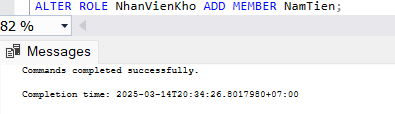 ALTER ROLE NhanVienKho ADD MEMBER NamTien;
82 %
Messages
Commands completed successfully.
Completion time: 2025-03-14T20:34:26.8017980+07:00